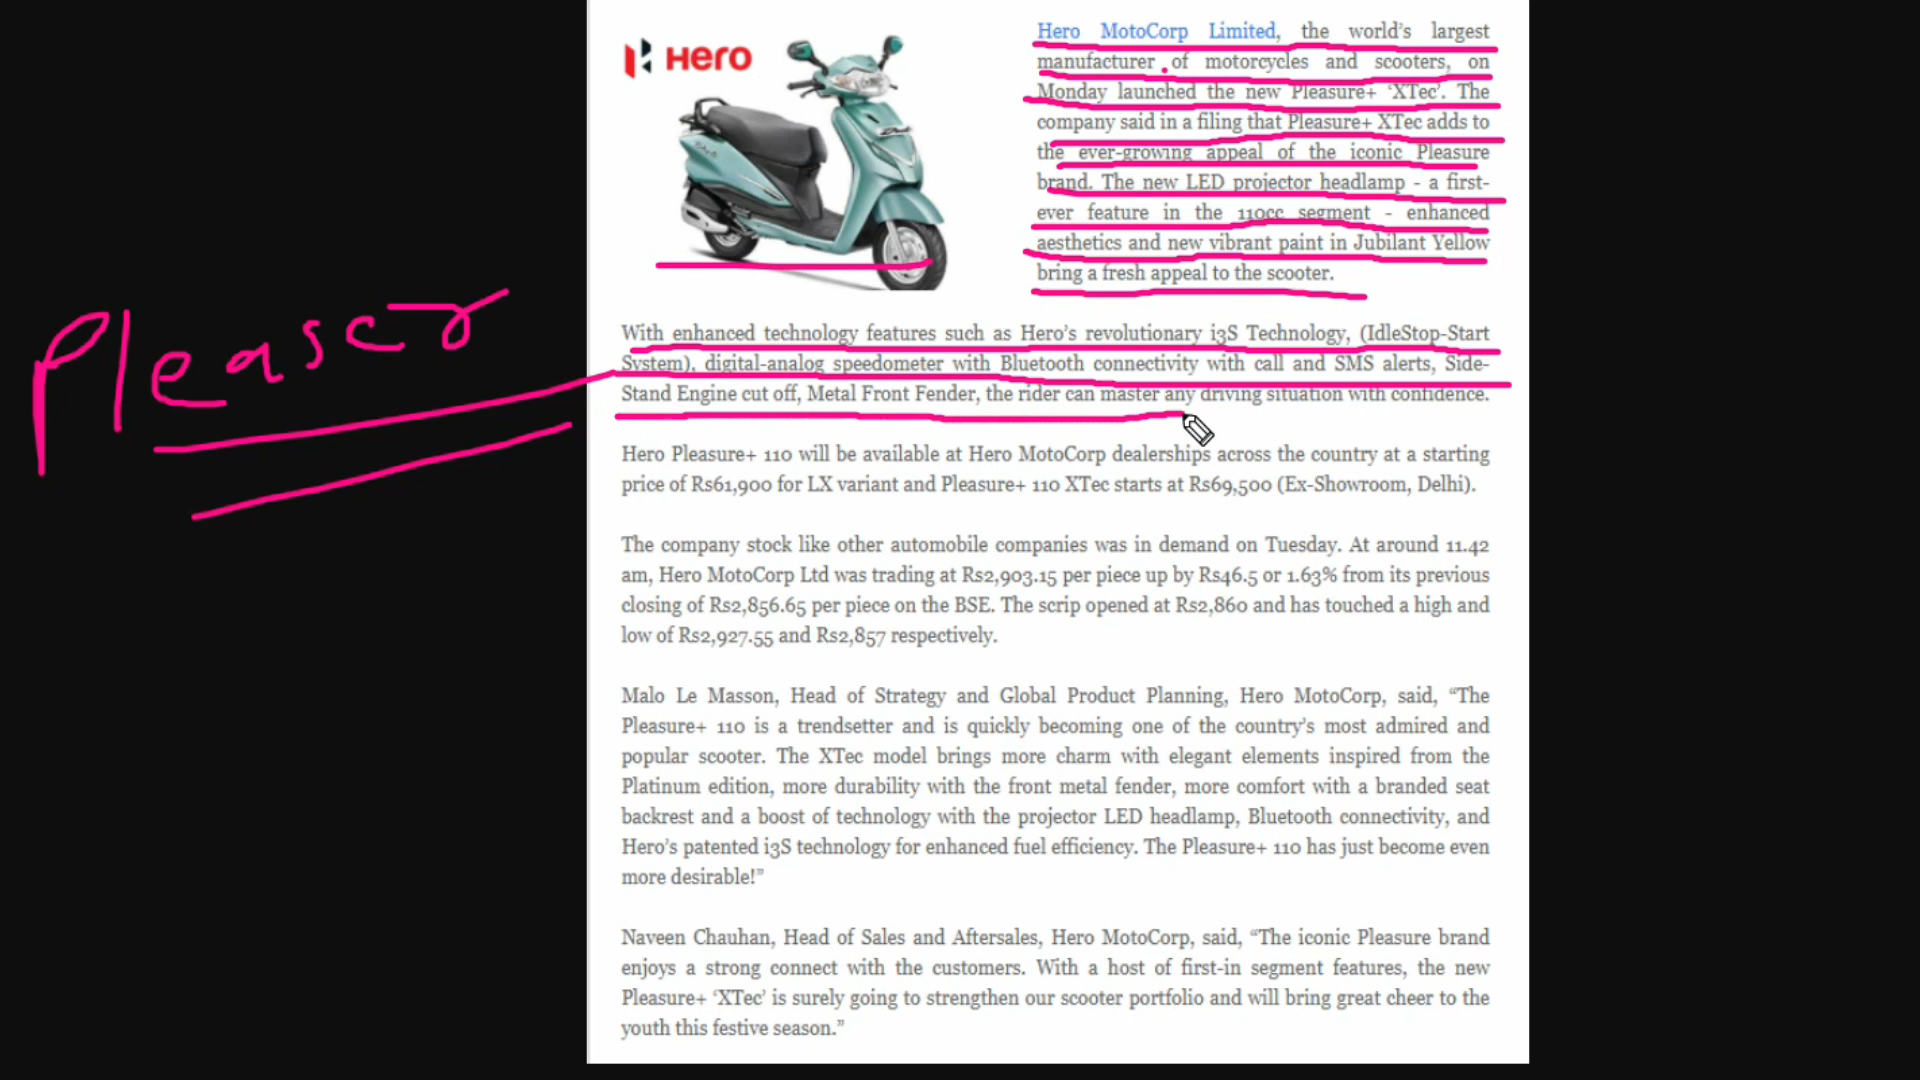 Hero
Hero MotoCorp Limited, the world's largest
manufacturer of motorcycles and scooters, on
Monday launched the new Pleasure+ ‘XTec’. The
company said in a filing that Pleasure+ XTec adds to
the ever-growing appeal of the iconic Pleasure
brand. The new LED projector headlamp - a first-
ever feature in the 110cc segment - enhanced
aesthetics and new vibrant paint in Jubilant Yellow
bring a fresh appeal to the scooter.
Pleascr
With enhanced technology features such as Hero's revolutionary i3S Technology, (IdleStop-Start
System), digital-analog speedometer with Bluetooth connectivity with call and SMS alerts, Side-
Stand Engine cut off, Metal Front Fender, the rider can master any driving situation with confidence.
Hero Pleasure+ 110 will be available at Hero MotoCorp dealerships across the country at a starting
price of Rs61,900 for LX variant and Pleasure+ 110 XTec starts at Rs69,500 (Ex-Showroom, Delhi).
The company stock like other automobile companies was in demand on Tuesday. At around 11.42
am, Hero MotoCorp Ltd was trading at Rs2,903.15 per piece up by Rs46.5 or 1.63% from its previous
closing of Rs2,856.65 per piece on the BSE. The scrip opened at Rs2,860 and has touched a high and
low of Rs2,927.55 and Rs2,857 respectively.
Malo Le Masson, Head of Strategy and Global Product Planning, Hero MotoCorp, said, “The
Pleasure+ 110 is a trendsetter and is quickly becoming one of the country's most admired and
popular scooter. The XTec model brings more charm with elegant elements inspired from the
Platinum edition, more durability with the front metal fender, more comfort with a branded seat
backrest and a boost of technology with the projector LED headlamp, Bluetooth connectivity, and
Hero's patented i3S technology for enhanced fuel efficiency. The Pleasure+ 110 has just become even
more desirable!”
Naveen Chauhan, Head of Sales and Aftersales, Hero MotoCorp, said, “The iconic Pleasure brand
enjoys a strong connect with the customers. With a host of first-in segment features, the new
Pleasure+ ‘XTec’ is surely going to strengthen our scooter portfolio and will bring great cheer to the
youth this festive season.”